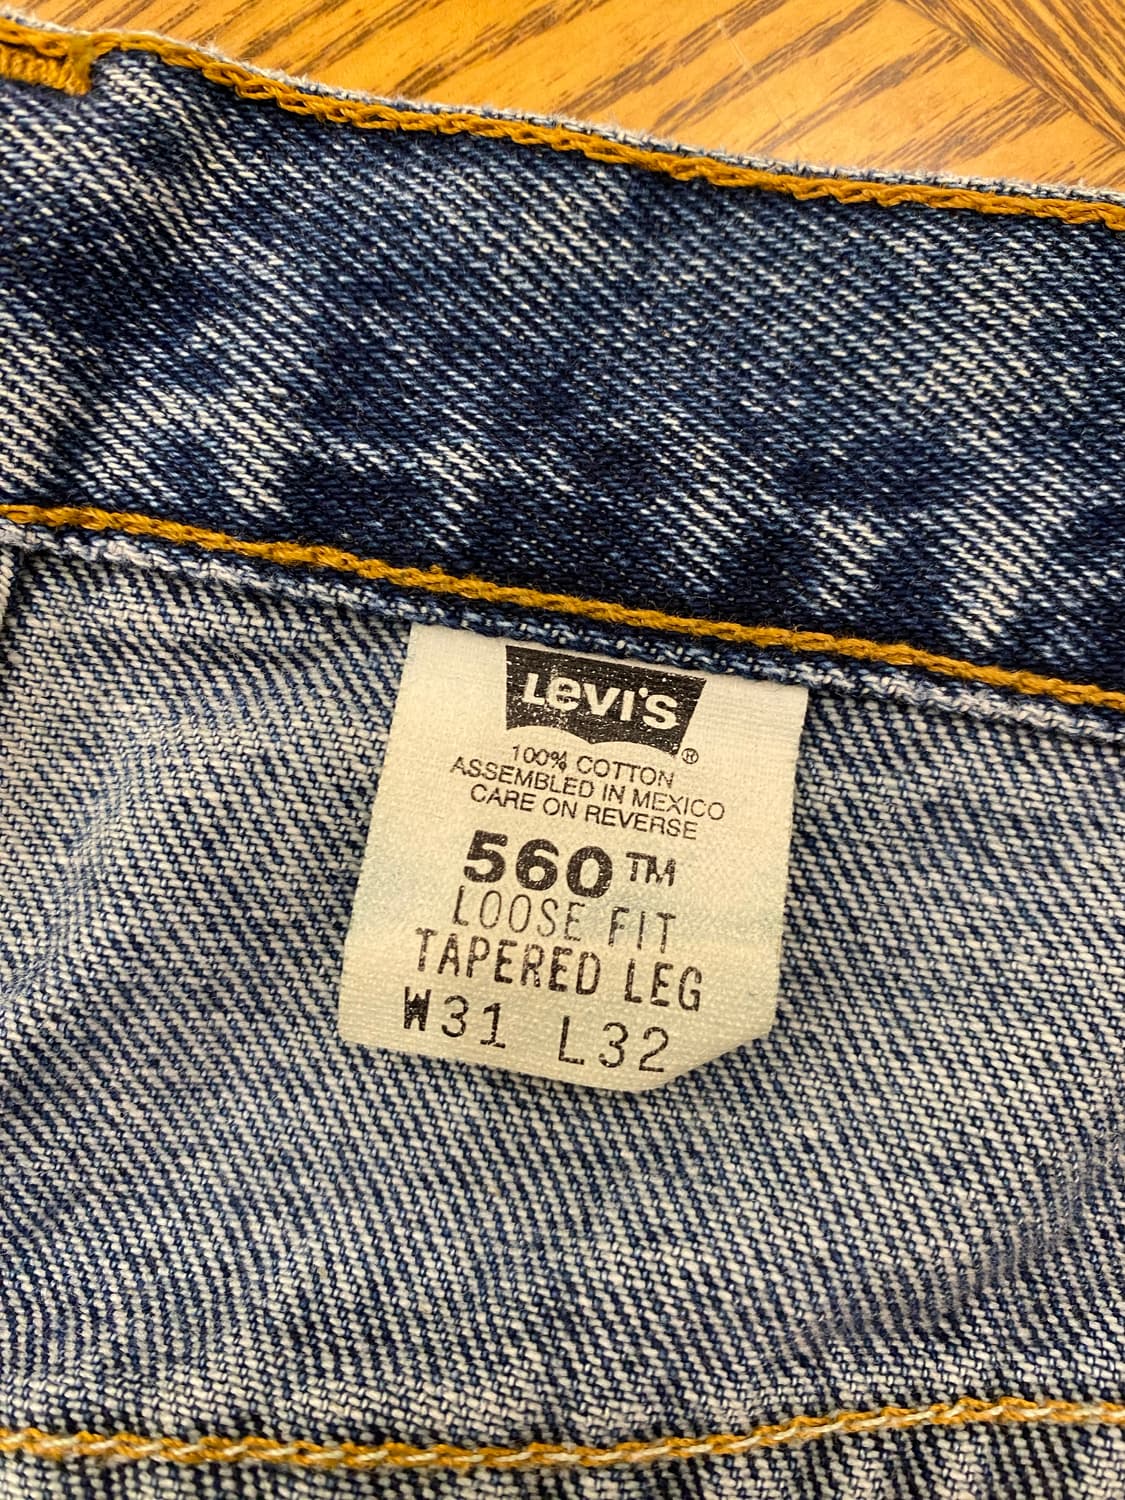 Levi's®
100% COTTON
ASSEMBLED IN MEXICO
CARE ON REVERSE
560™
LOOSE FIT
TAPERED LEG
W31 L32